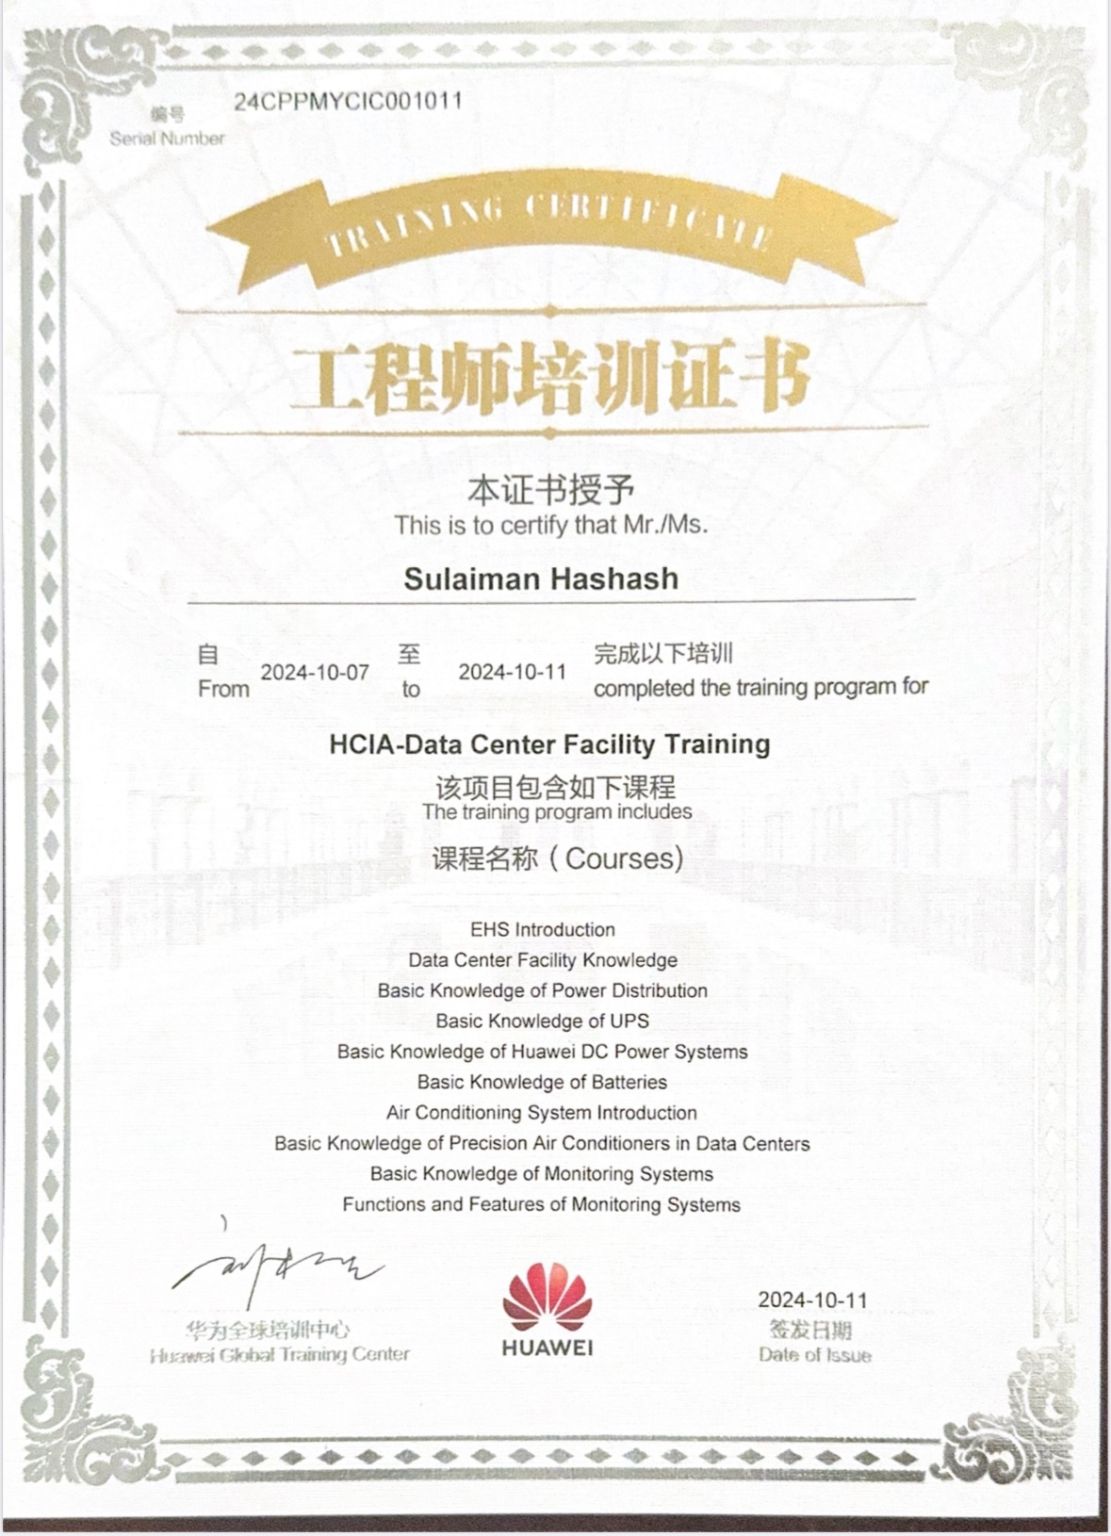 24CPPMYCIC001011
编号
Serial Number
TRAINING CERTIFICATE
工程师培训证书
本证书授予
This is to certify that Mr./Ms.
Sulaiman Hashash
自 至 完成以下培训
2024-10-07 2024-10-11
From to completed the training program for
HCIA-Data Center Facility Training
该项目包含如下课程
The training program includes
课程名称（Courses）
EHS Introduction
Data Center Facility Knowledge
Basic Knowledge of Power Distribution
Basic Knowledge of UPS
Basic Knowledge of Huawei DC Power Systems
Basic Knowledge of Batteries
Air Conditioning System Introduction
Basic Knowledge of Precision Air Conditioners in Data Centers
Basic Knowledge of Monitoring Systems
Functions and Features of Monitoring Systems
华为全球培训中心
Huawei Global Training Center
HUAWEI
2024-10-11
签发日期
Date of Issue